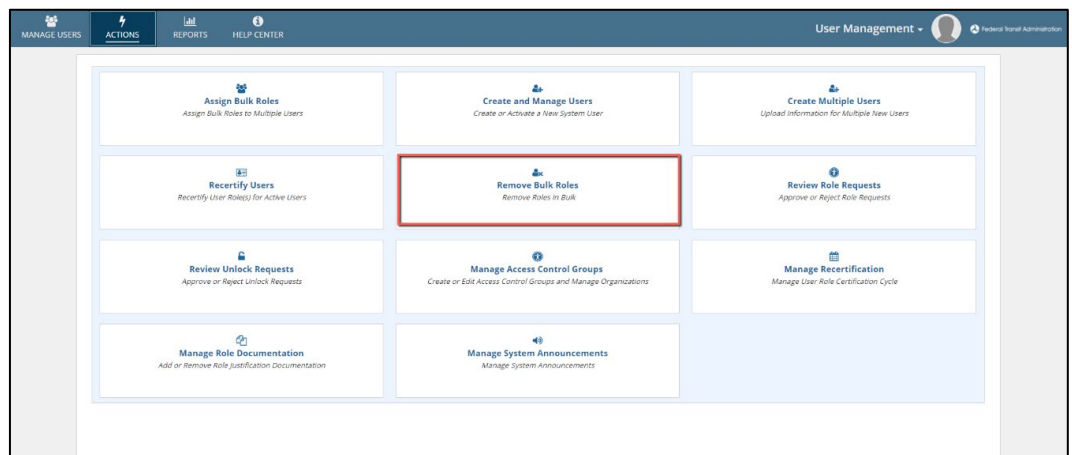 MANAGE USERS
ACTIONS
REPORTS
HELP CENTER
User Management
Federal Transit Administration
Assign Bulk Roles
Assign Bulk Roles to Multiple Users
Create and Manage Users
Create or Activate a New System User
Create Multiple Users
Upload Information for Multiple New Users
Recertify Users
Recertify User Role(s) for Active Users
Remove Bulk Roles
Remove Roles in Bulk
Review Role Requests
Approve or Reject Role Requests
Review Unlock Requests
Approve or Reject Unlock Requests
Manage Access Control Groups
Create or Edit Access Control Groups and Manage Organizations
Manage Recertification
Manage User Role Certification Cycle
Manage Role Documentation
Add or Remove Role Justification Documentation
Manage System Announcements
Manage System Announcements